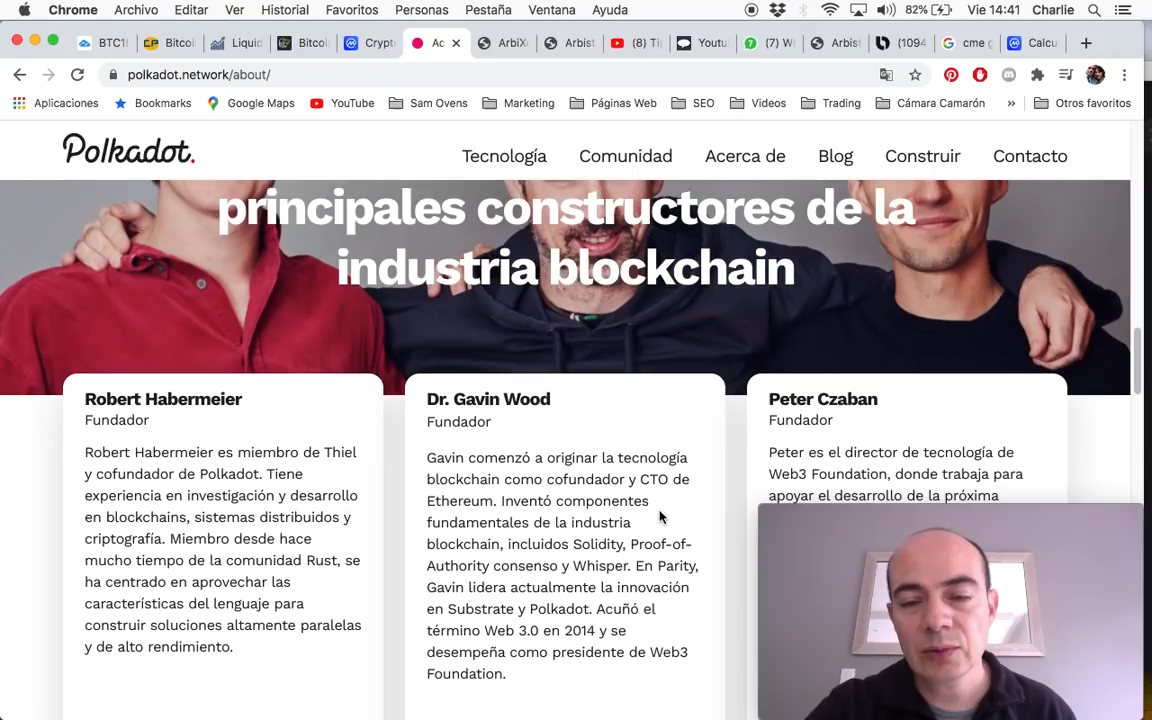 Chrome Archivo Editar Ver Historial Favoritos Personas Pestaña Ventana Ayuda 82% Vie 14:41 Charlie
BTC1! Bitcoi Liquid Bitcoi Crypt Ac ArbiX Arbist (8) Ti Youtu (7) W Arbist (1094 cme Calcu
polkadot.network/about/
Aplicaciones Bookmarks Google Maps YouTube Sam Ovens Marketing Páginas Web SEO Videos Trading Cámara Camarón » Otros favoritos
Polkadot. Tecnología Comunidad Acerca de Blog Construir Contacto
principales constructores de la
industria blockchain
Robert Habermeier
Fundador
Robert Habermeier es miembro de Thiel
y cofundador de Polkadot. Tiene
experiencia en investigación y desarrollo
en blockchains, sistemas distribuidos y
criptografía. Miembro desde hace
mucho tiempo de la comunidad Rust, se
ha centrado en aprovechar las
características del lenguaje para
construir soluciones altamente paralelas
y de alto rendimiento.
Dr. Gavin Wood
Fundador
Gavin comenzó a originar la tecnología
blockchain como cofundador y CTO de
Ethereum. Inventó componentes
fundamentales de la industria
blockchain, incluidos Solidity, Proof-of-
Authority consenso y Whisper. En Parity,
Gavin lidera actualmente la innovación
en Substrate y Polkadot. Acuñó el
término Web 3.0 en 2014 y se
desempeña como presidente de Web3
Foundation.
Peter Czaban
Fundador
Peter es el director de tecnología de
Web3 Foundation, donde trabaja para
apoyar el desarrollo de la próxima